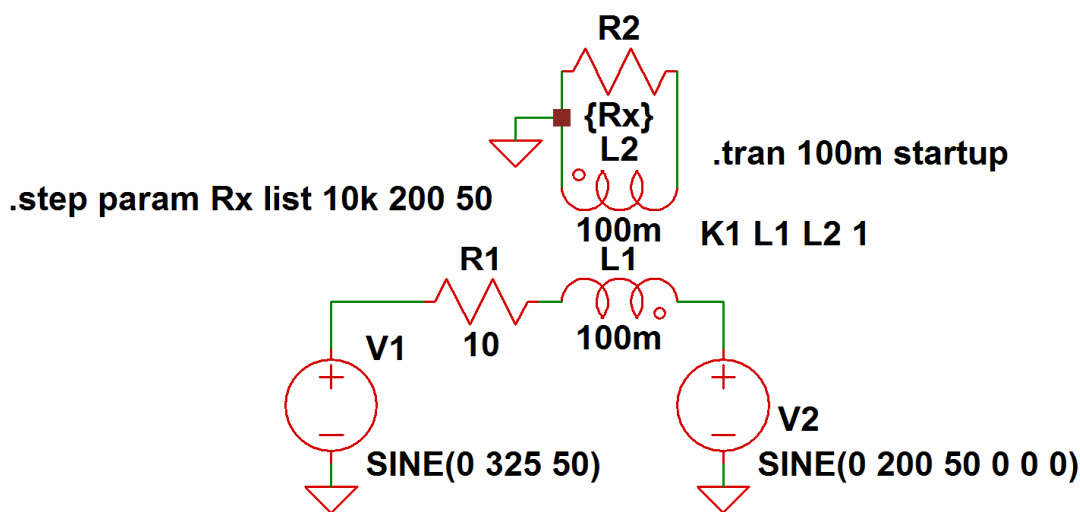 R2
{Rx}
L2
.tran 100m startup
.step param Rx list 10k 200 50
100m
K1 L1 L2 1
R1
L1
10
100m
V1
V2
SINE(0 325 50)
SINE(0 200 50 0 0 0)